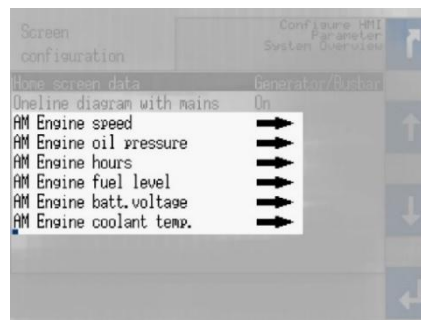 Screen
configuration
Configure HMI
Parameter
System Overview
Home screen data Generator/Busbar
Oneline diagram with mains On
AM Engine speed
AM Engine oil pressure
AM Engine hours
AM Engine fuel level
AM Engine batt.voltage
AM Engine coolant temp.